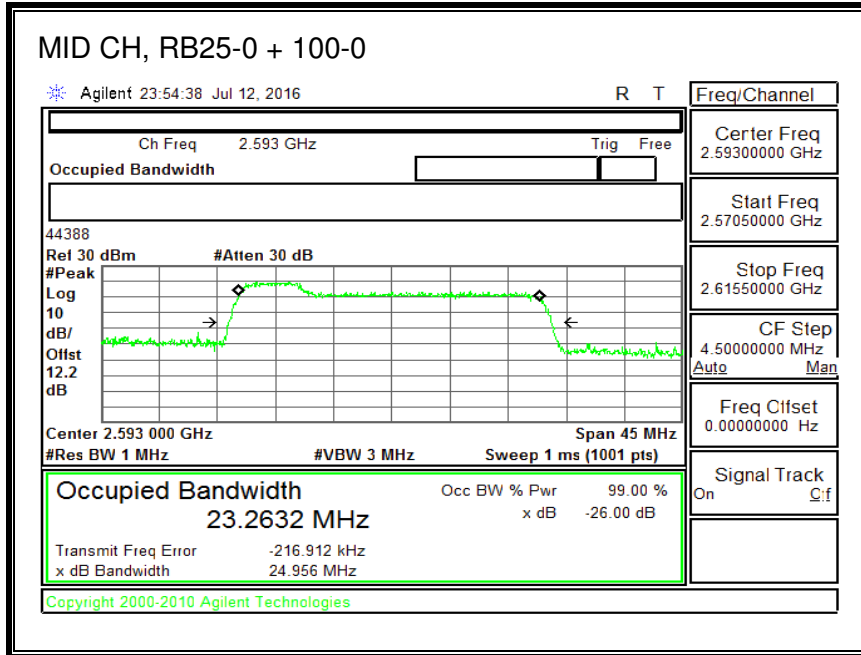 MID CH, RB25-0 + 100-0
Agilent 23:54:38 Jul 12, 2016 R T
Freq/Channel
Ch Freq 2.593 GHz Trig Free
Occupied Bandwidth
Center Freq
2.59300000 GHz
Start Freq
2.57050000 GHz
Stop Freq
2.61550000 GHz
CF Step
4.50000000 MHz
Auto Man
Freq Offset
0.00000000 Hz
Signal Track
On Off
44388
Ref 30 dBm #Atten 30 dB
#Peak
Log
10
dB/
Offst
12.2
dB
Center 2.593 000 GHz Span 45 MHz
#Res BW 1 MHz #VBW 3 MHz Sweep 1 ms (1001 pts)
Occupied Bandwidth
23.2632 MHz
Occ BW % Pwr 99.00 %
x dB -26.00 dB
Transmit Freq Error -216.912 kHz
x dB Bandwidth 24.956 MHz
Copyright 2000-2010 Agilent Technologies